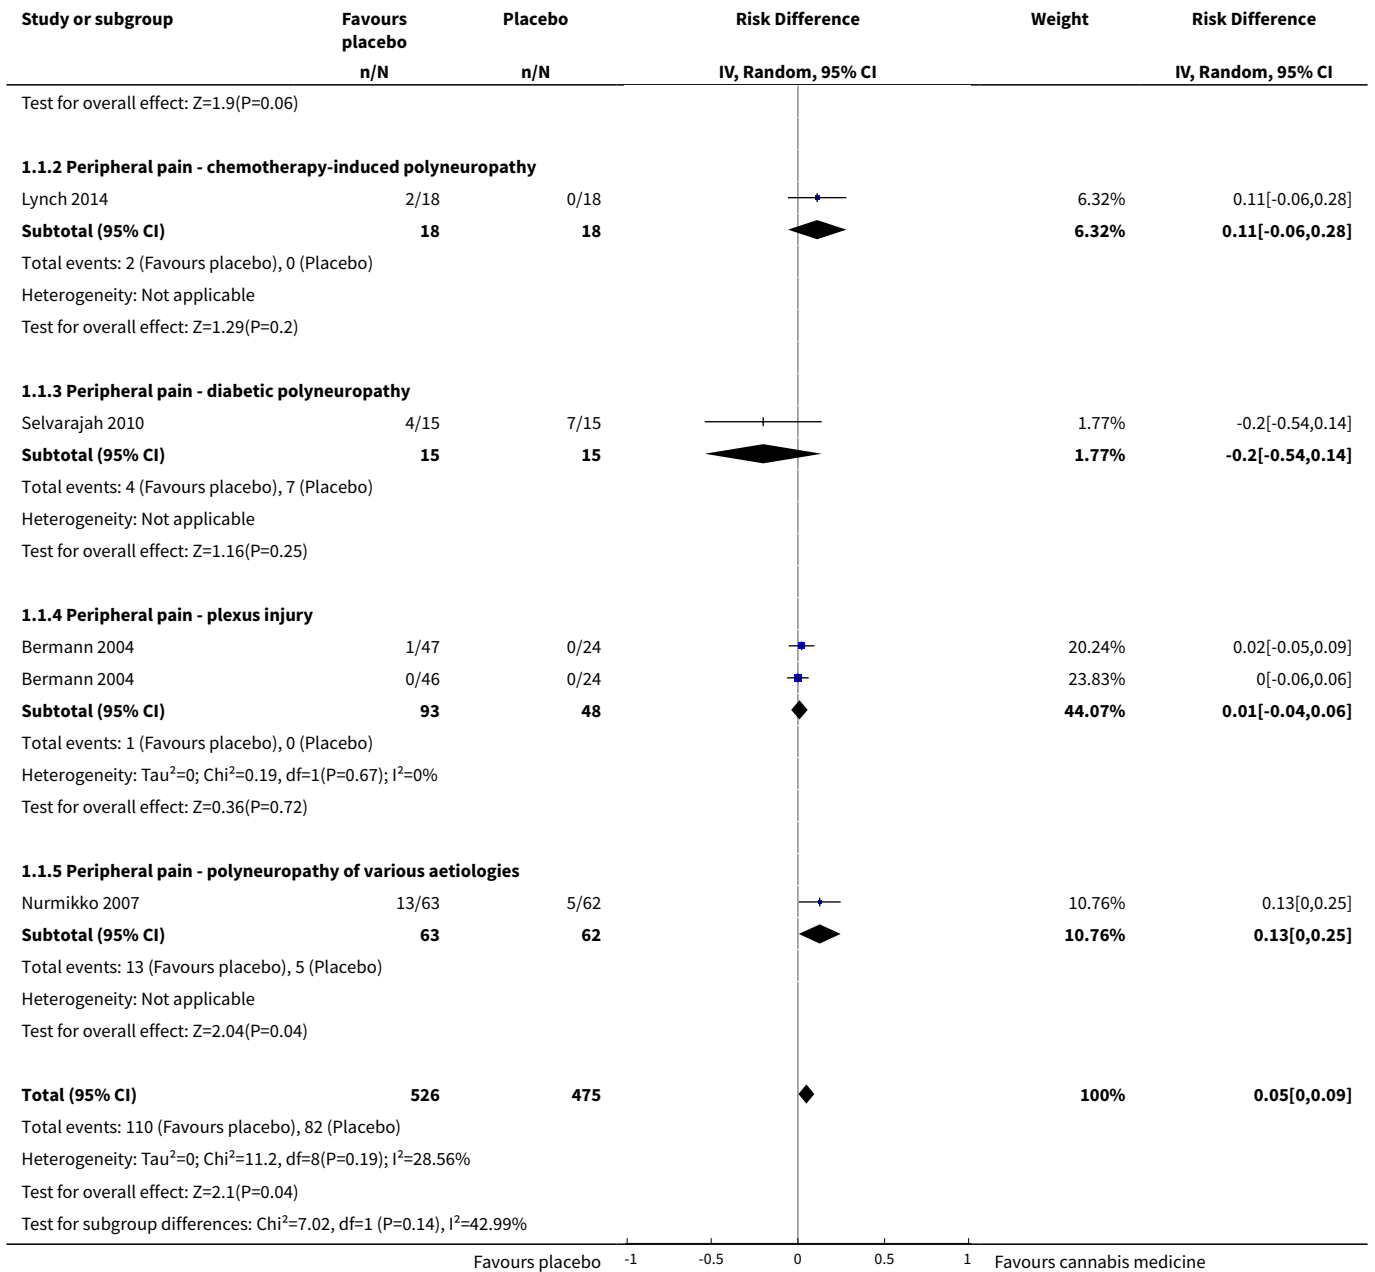 Study or subgroup Favours placebo Placebo Risk Difference Weight Risk Difference
n/N n/N IV, Random, 95% CI IV, Random, 95% CI
Test for overall effect: Z=1.9(P=0.06)
1.1.2 Peripheral pain - chemotherapy-induced polyneuropathy
Lynch 2014 2/18 0/18 6.32% 0.11[-0.06,0.28]
Subtotal (95% CI) 18 18 6.32% 0.11[-0.06,0.28]
Total events: 2 (Favours placebo), 0 (Placebo)
Heterogeneity: Not applicable
Test for overall effect: Z=1.29(P=0.2)
1.1.3 Peripheral pain - diabetic polyneuropathy
Selvarajah 2010 4/15 7/15 1.77% -0.2[-0.54,0.14]
Subtotal (95% CI) 15 15 1.77% -0.2[-0.54,0.14]
Total events: 4 (Favours placebo), 7 (Placebo)
Heterogeneity: Not applicable
Test for overall effect: Z=1.16(P=0.25)
1.1.4 Peripheral pain - plexus injury
Bermann 2004 1/47 0/24 20.24% 0.02[-0.05,0.09]
Bermann 2004 0/46 0/24 23.83% 0[-0.06,0.06]
Subtotal (95% CI) 93 48 44.07% 0.01[-0.04,0.06]
Total events: 1 (Favours placebo), 0 (Placebo)
Heterogeneity: Tau²=0; Chi²=0.19, df=1(P=0.67); I²=0%
Test for overall effect: Z=0.36(P=0.72)
1.1.5 Peripheral pain - polyneuropathy of various aetiologies
Nurmikko 2007 13/63 5/62 10.76% 0.13[0,0.25]
Subtotal (95% CI) 63 62 10.76% 0.13[0,0.25]
Total events: 13 (Favours placebo), 5 (Placebo)
Heterogeneity: Not applicable
Test for overall effect: Z=2.04(P=0.04)
Total (95% CI) 526 475 100% 0.05[0,0.09]
Total events: 110 (Favours placebo), 82 (Placebo)
Heterogeneity: Tau²=0; Chi²=11.2, df=8(P=0.19); I²=28.56%
Test for overall effect: Z=2.1(P=0.04)
Test for subgroup differences: Chi²=7.02, df=1 (P=0.14), I²=42.99%
Favours placebo -1 -0.5 0 0.5 1 Favours cannabis medicine